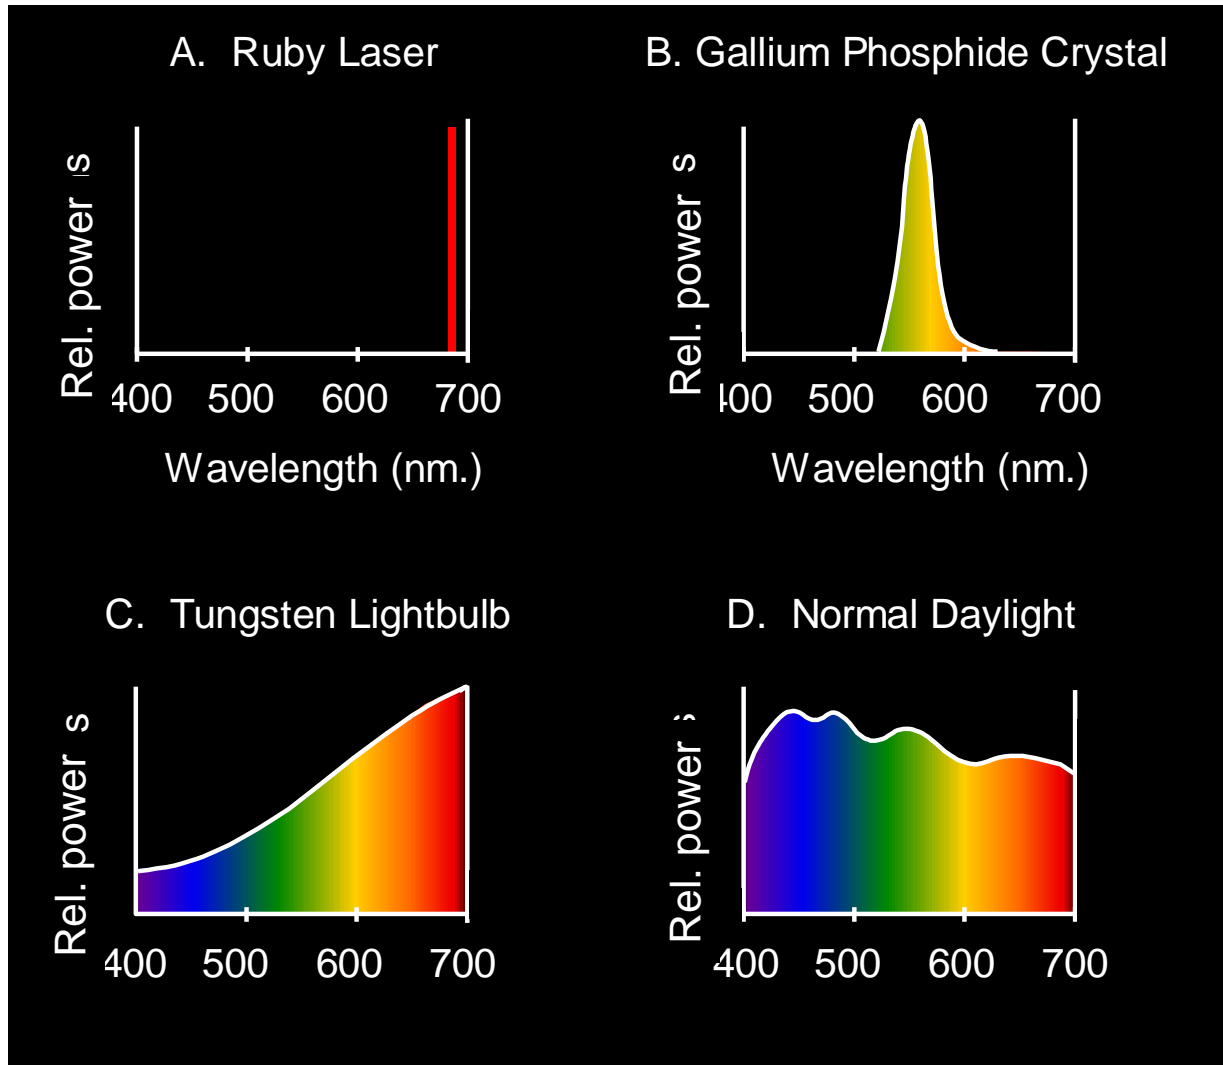 A. Ruby Laser
B. Gallium Phosphide Crystal
Rel. power
Rel. power s
400 500 600 700
400 500 600 700
Wavelength (nm.)
Wavelength (nm.)
C. Tungsten Lightbulb
D. Normal Daylight
Rel. power s
Rel. power s
400 500 600 700
400 500 600 700